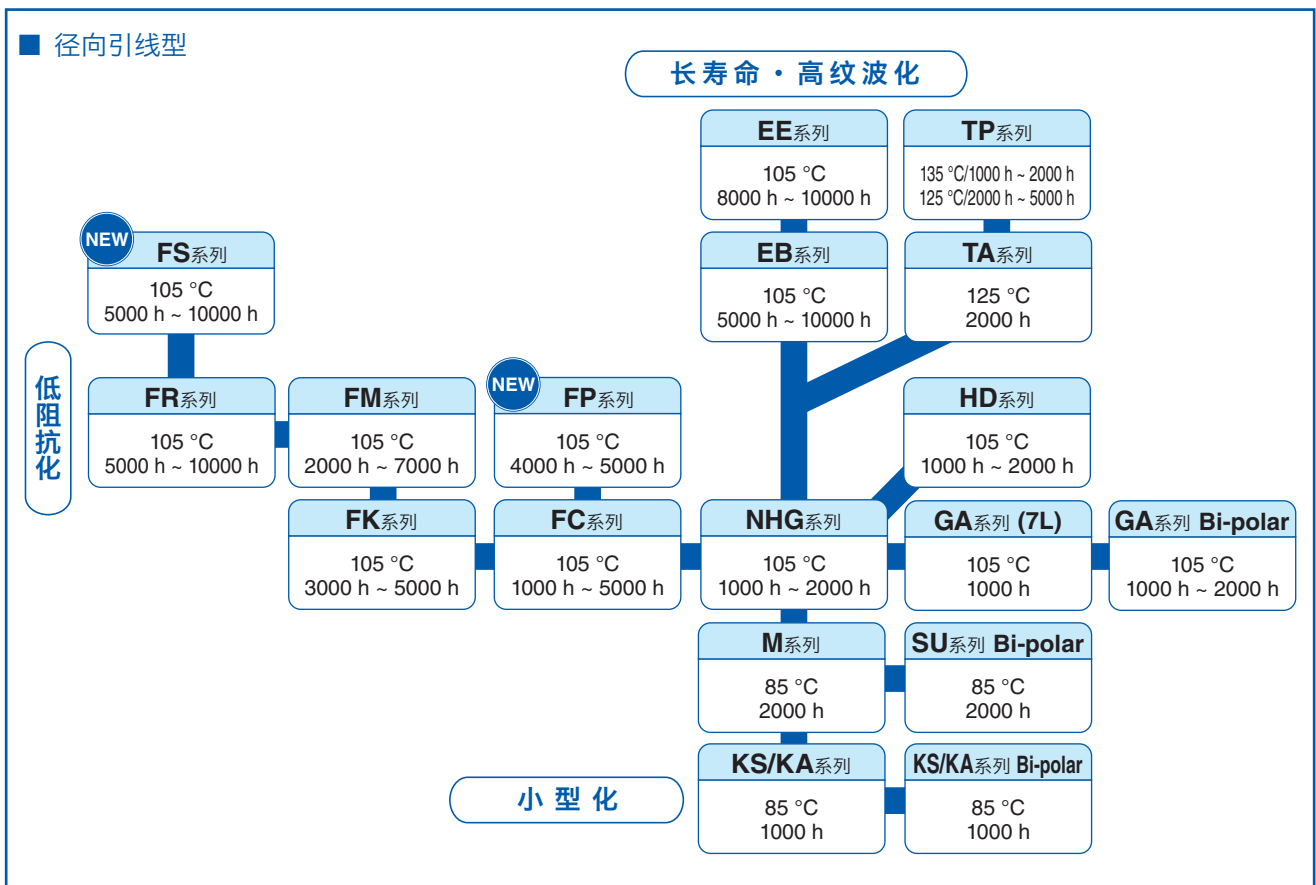 ■ 径向引线型
长寿命・高纹波化
EE系列
105 °C
8000 h ~ 10000 h
TP系列
135 °C/1000 h ~ 2000 h
125 °C/2000 h ~ 5000 h
NEW
FS系列
105 °C
5000 h ~ 10000 h
EB系列
105 °C
5000 h ~ 10000 h
TA系列
125 °C
2000 h
低阻抗化
FR系列
105 °C
5000 h ~ 10000 h
FM系列
105 °C
2000 h ~ 7000 h
NEW
FP系列
105 °C
4000 h ~ 5000 h
HD系列
105 °C
1000 h ~ 2000 h
FK系列
105 °C
3000 h ~ 5000 h
FC系列
105 °C
1000 h ~ 5000 h
NHG系列
105 °C
1000 h ~ 2000 h
GA系列 (7L)
105 °C
1000 h
GA系列 Bi-polar
105 °C
1000 h ~ 2000 h
M系列
85 °C
2000 h
SU系列 Bi-polar
85 °C
2000 h
小型化
KS/KA系列
85 °C
1000 h
KS/KA系列 Bi-polar
85 °C
1000 h